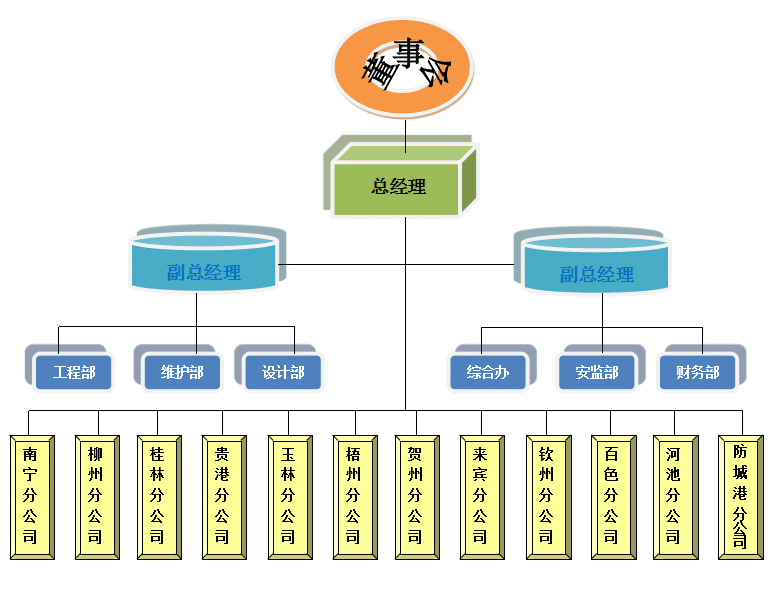 董事会
总经理
副总经理
副总经理
工程部
维护部
设计部
综合办
安监部
财务部
南宁分公司
柳州分公司
桂林分公司
贵港分公司
玉林分公司
梧州分公司
贺州分公司
来宾分公司
钦州分公司
百色分公司
河池分公司
防城港分公司